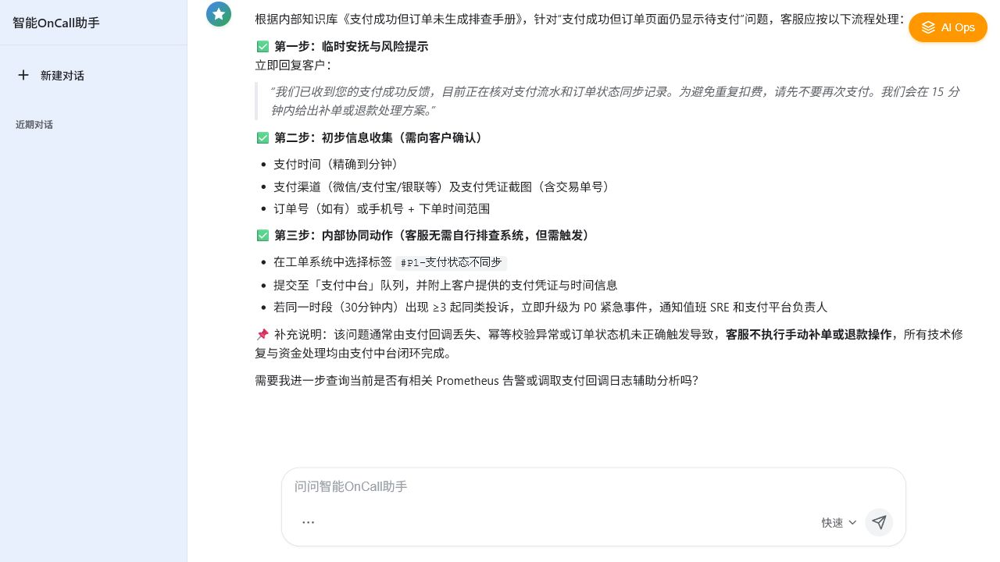 智能OnCall助手
新建对话
近期对话
AI Ops
根据内部知识库《支付成功但订单未生成排查手册》，针对“支付成功但订单页面仍显示待支付”问题，客服应按以下流程处理：
✅ 第一步：临时安抚与风险提示
立即回复客户：
“我们已收到您的支付成功反馈，目前正在核对支付流水和订单状态同步记录。为避免重复扣费，请先不要再次支付。我们会在 15 分
钟内给出补单或退款处理方案。”
✅ 第二步：初步信息收集（需向客户确认）
• 支付时间（精确到分钟）
• 支付渠道（微信/支付宝/银联等）及支付凭证截图（含交易单号）
• 订单号（如有）或手机号 + 下单时间范围
✅ 第三步：内部协同动作（客服无需自行排查系统，但需触发）
• 在工单系统中选择标签 #P1-支付状态不同步
• 提交至「支付中台」队列，并附上客户提供的支付凭证与时间信息
• 若同一时段（30分钟内）出现 ≥3 起同类投诉，立即升级为 P0 紧急事件，通知值班 SRE 和支付平台负责人
📌 补充说明：该问题通常由支付回调丢失、幂等校验异常或订单状态机未正确触发导致，客服不执行手动补单或退款操作，所有技术修
复与资金处理均由支付中台闭环完成。
需要我进一步查询当前是否有相关 Prometheus 告警或调取支付回调日志辅助分析吗？
问问智能OnCall助手
快速